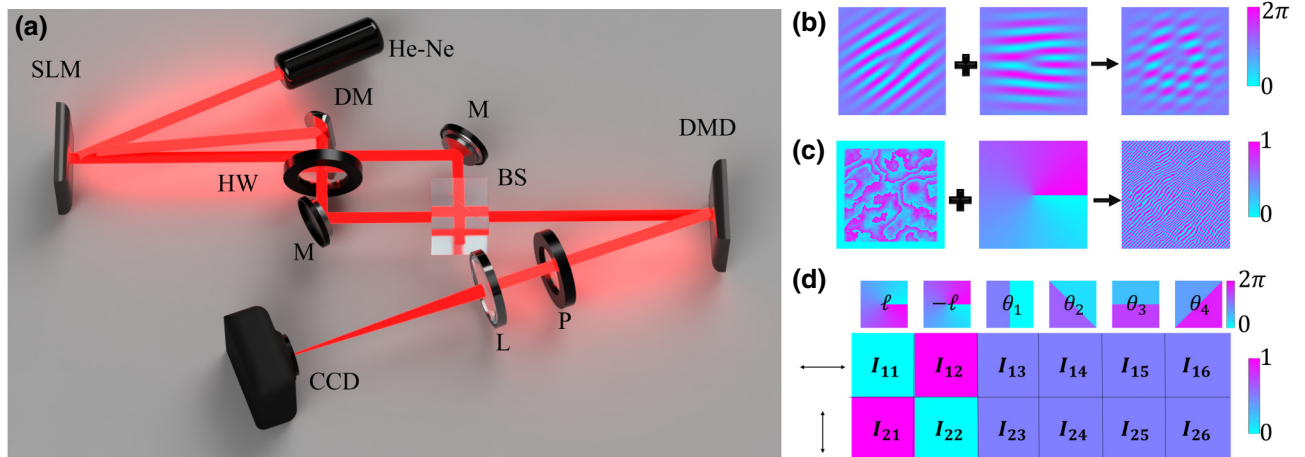 (a)
He-Ne
SLM
DM
M
DMD
HW
BS
M
P
L
CCD
(b)
2π
0
(c)
1
0
(d)
ℓ
−ℓ
θ₁
θ₂
θ₃
θ₄
2π
0
I₁₁ I₁₂ I₁₃ I₁₄ I₁₅ I₁₆
1
I₂₁ I₂₂ I₂₃ I₂₄ I₂₅ I₂₆
0